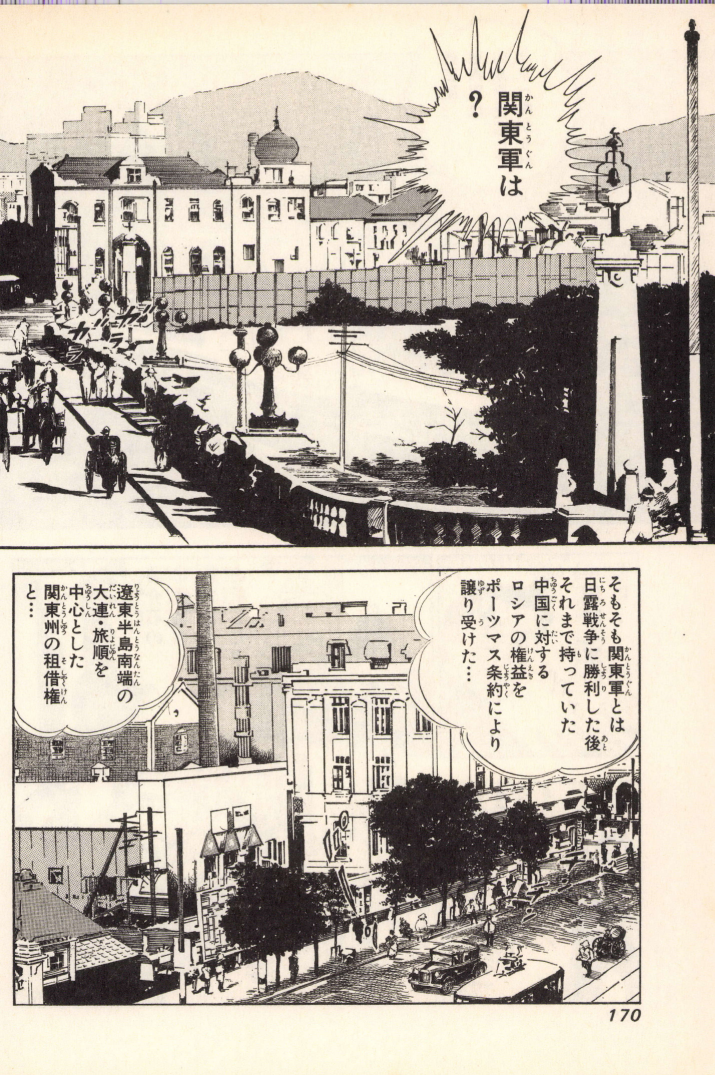 関東軍は
?
ガラガラ
そもそも関東軍とは
日露戦争に勝利した後
それまで持っていた
中国に対する
ロシアの権益を
ポーツマス条約により
譲り受けた…
遼東半島南端の
大連・旅順を
中心とした
関東州の租借権
と…
170